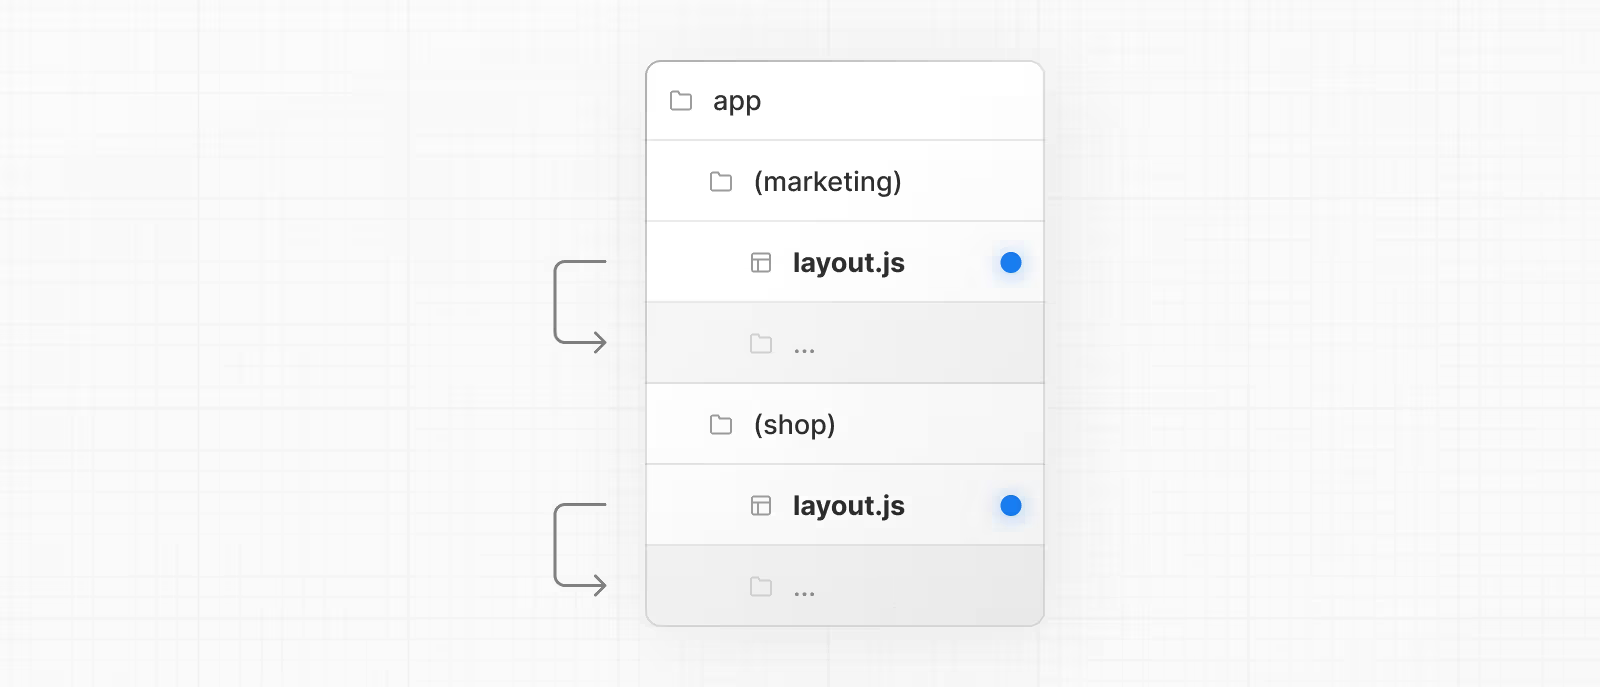 app
(marketing)
layout.js
...
(shop)
layout.js
...